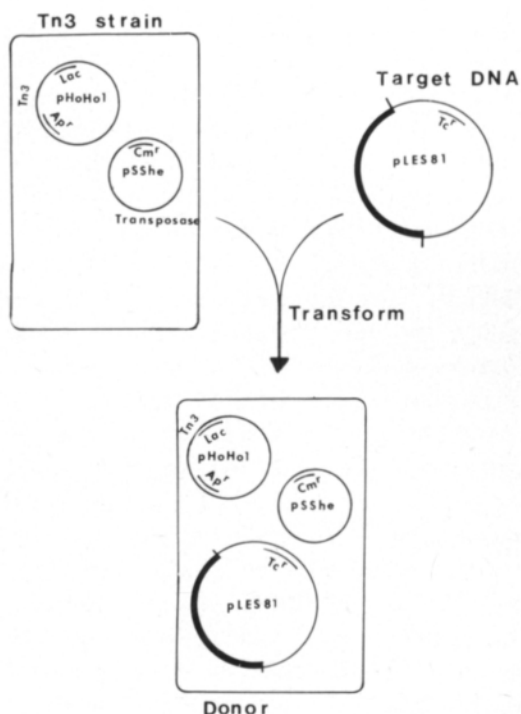 Tn3 strain
Tn3
Lac
pHoHo1
Apr
Cmr
pSShe
Transposase
Target DNA
Tcr
pLES81
Transform
Tn3
Lac
pHoHo1
Apr
Cmr
pSShe
Tcr
pLES81
Donor